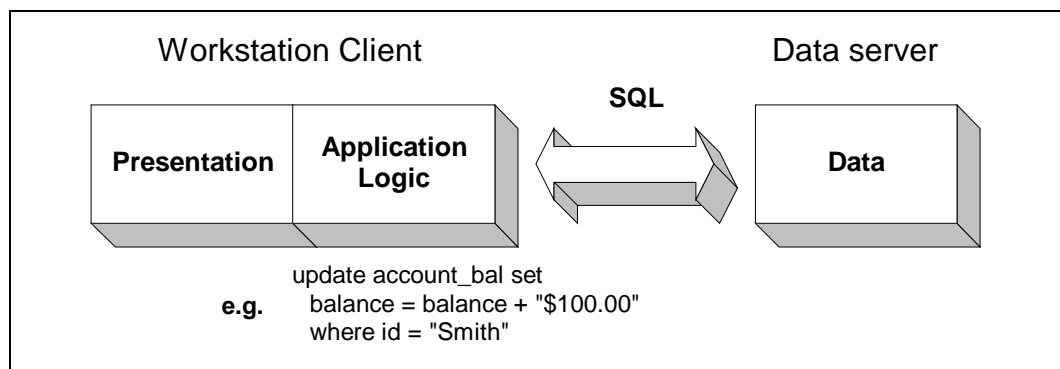 Workstation Client
Data server
SQL
Presentation
Application
Logic
Data
update account_bal set
e.g. balance = balance + "$100.00"
where id = "Smith"